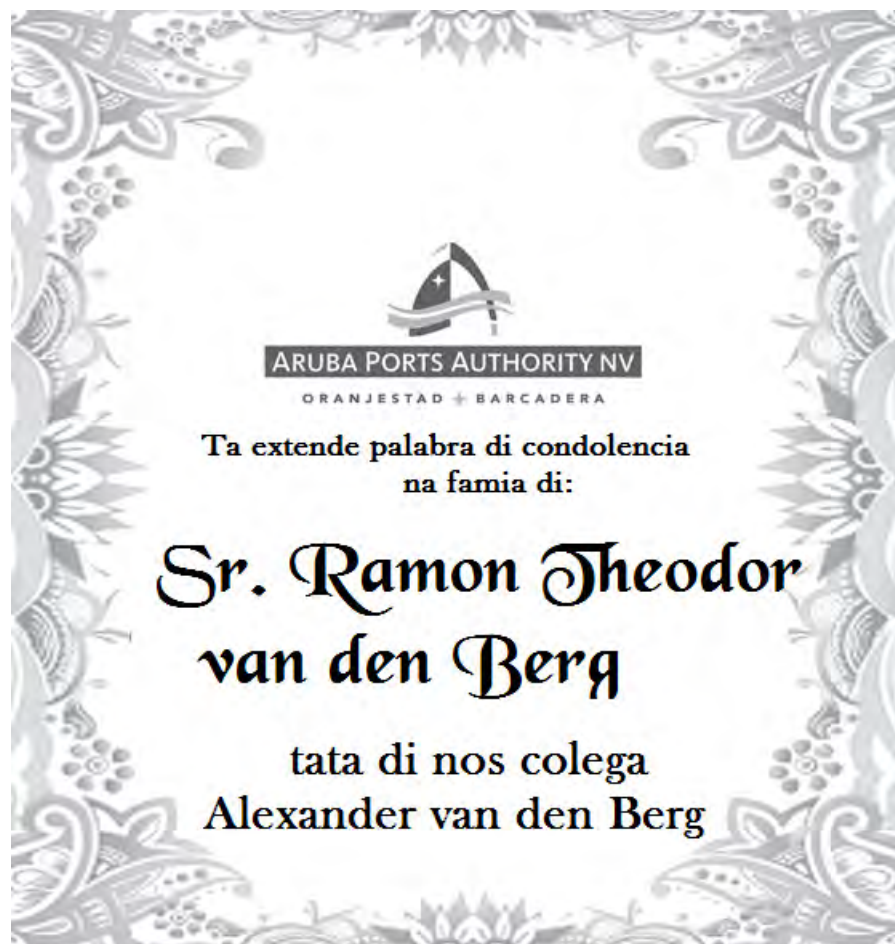 ARUBA PORTS AUTHORITY NV
ORANJESTAD + BARCADERA
Ta extende palabra di condolencia
na famia di:
Sr. Ramon Theodor
van den Berg
tata di nos colega
Alexander van den Berg